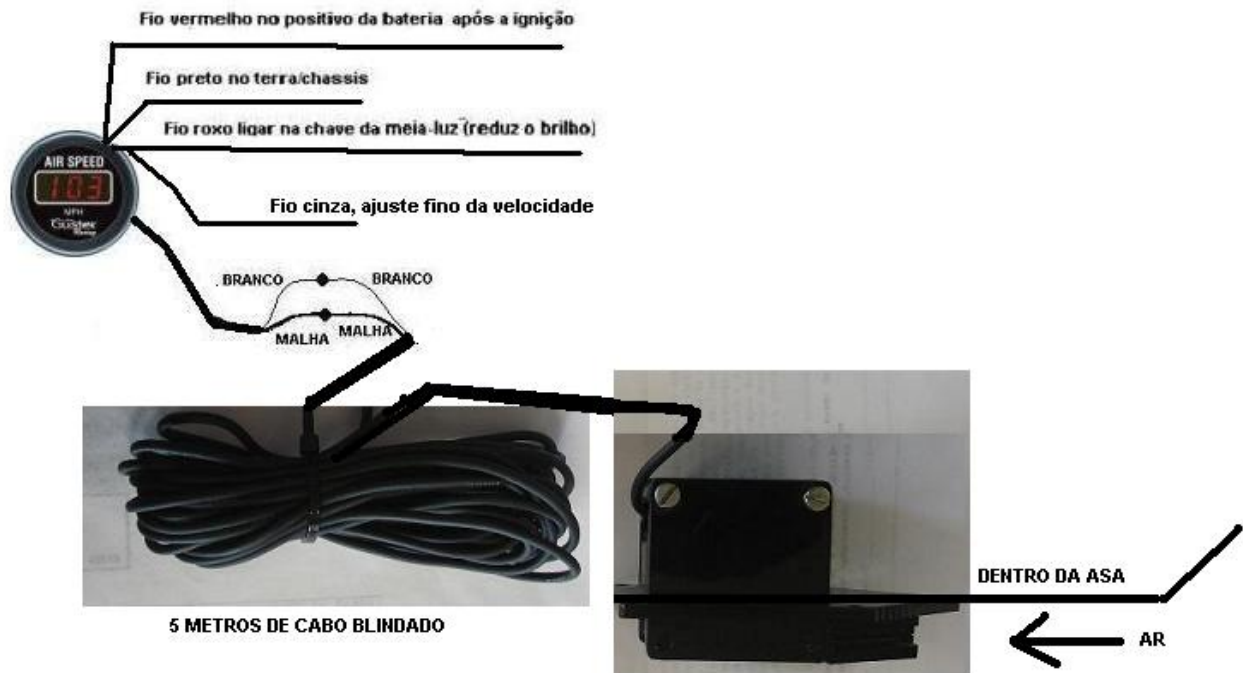 Fio vermelho no positivo da bateria após a ignição
Fio preto no terra/chassis
Fio roxo ligar na chave da meia-luz (reduz o brilho)
AIR SPEED
103
MPH
Fio cinza, ajuste fino da velocidade
BRANCO BRANCO
MALHA MALHA
DENTRO DA ASA
5 METROS DE CABO BLINDADO
AR